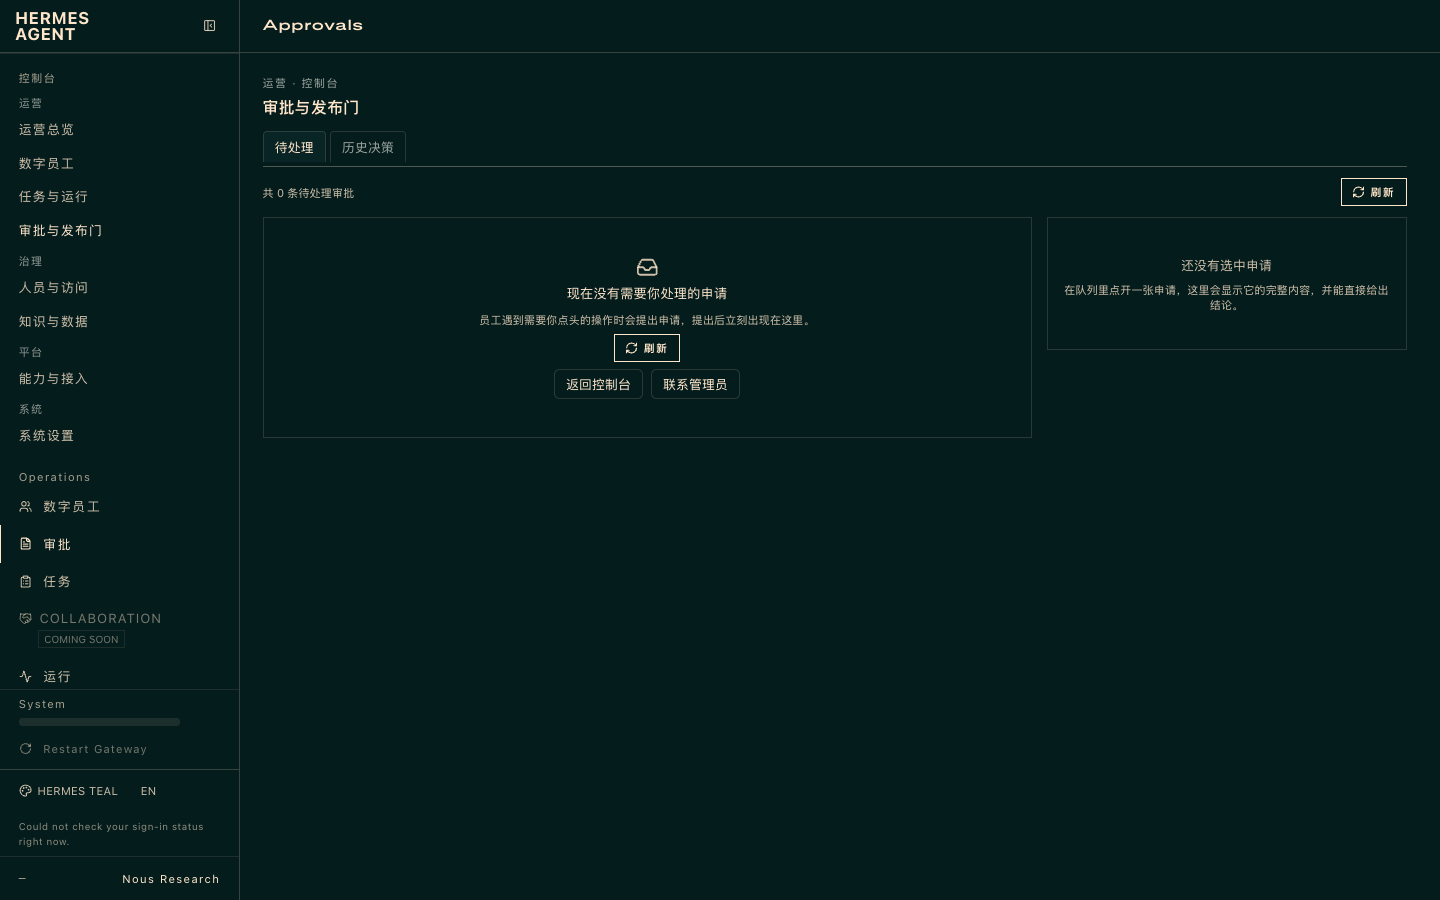 HERMES
AGENT
Approvals
控制台
运营
运营总览
数字员工
任务与运行
审批与发布门
治理
人员与访问
知识与数据
平台
能力与接入
系统
系统设置
Operations
数字员工
审批
任务
COLLABORATION
COMING SOON
运行
System
Restart Gateway
HERMES TEAL EN
Could not check your sign-in status
right now.
— Nous Research
运营 · 控制台
审批与发布门
待处理 历史决策
共 0 条待处理审批
刷新
现在没有需要你处理的申请
员工遇到需要你点头的操作时会提出申请，提出后立刻出现在这里。
刷新
返回控制台 联系管理员
还没有选中申请
在队列里点开一张申请，这里会显示它的完整内容，并能直接给出
结论。